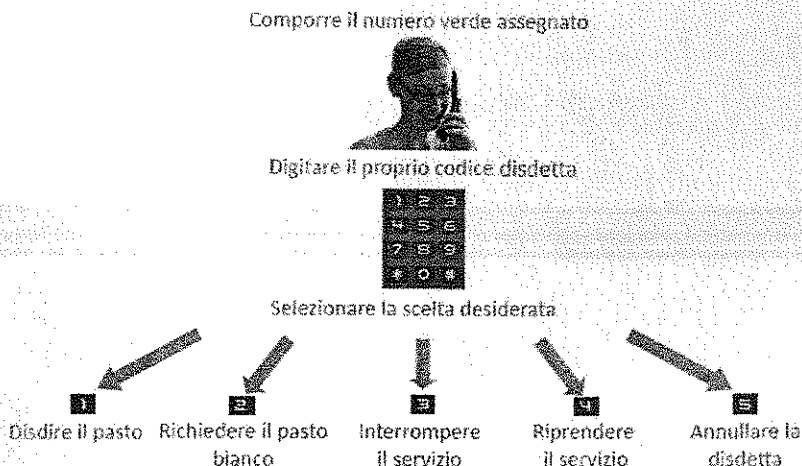 Comporre il numero verde assegnato
Digitare il proprio codice disdetta
1 2 3
4 5 6
7 8 9
* 0 #
Selezionare la scelta desiderata
1 2 3 4 5
Disdire il pasto Richiedere il pasto Interrompere Riprendere Annullare la
bianco il servizio il servizio disdetta